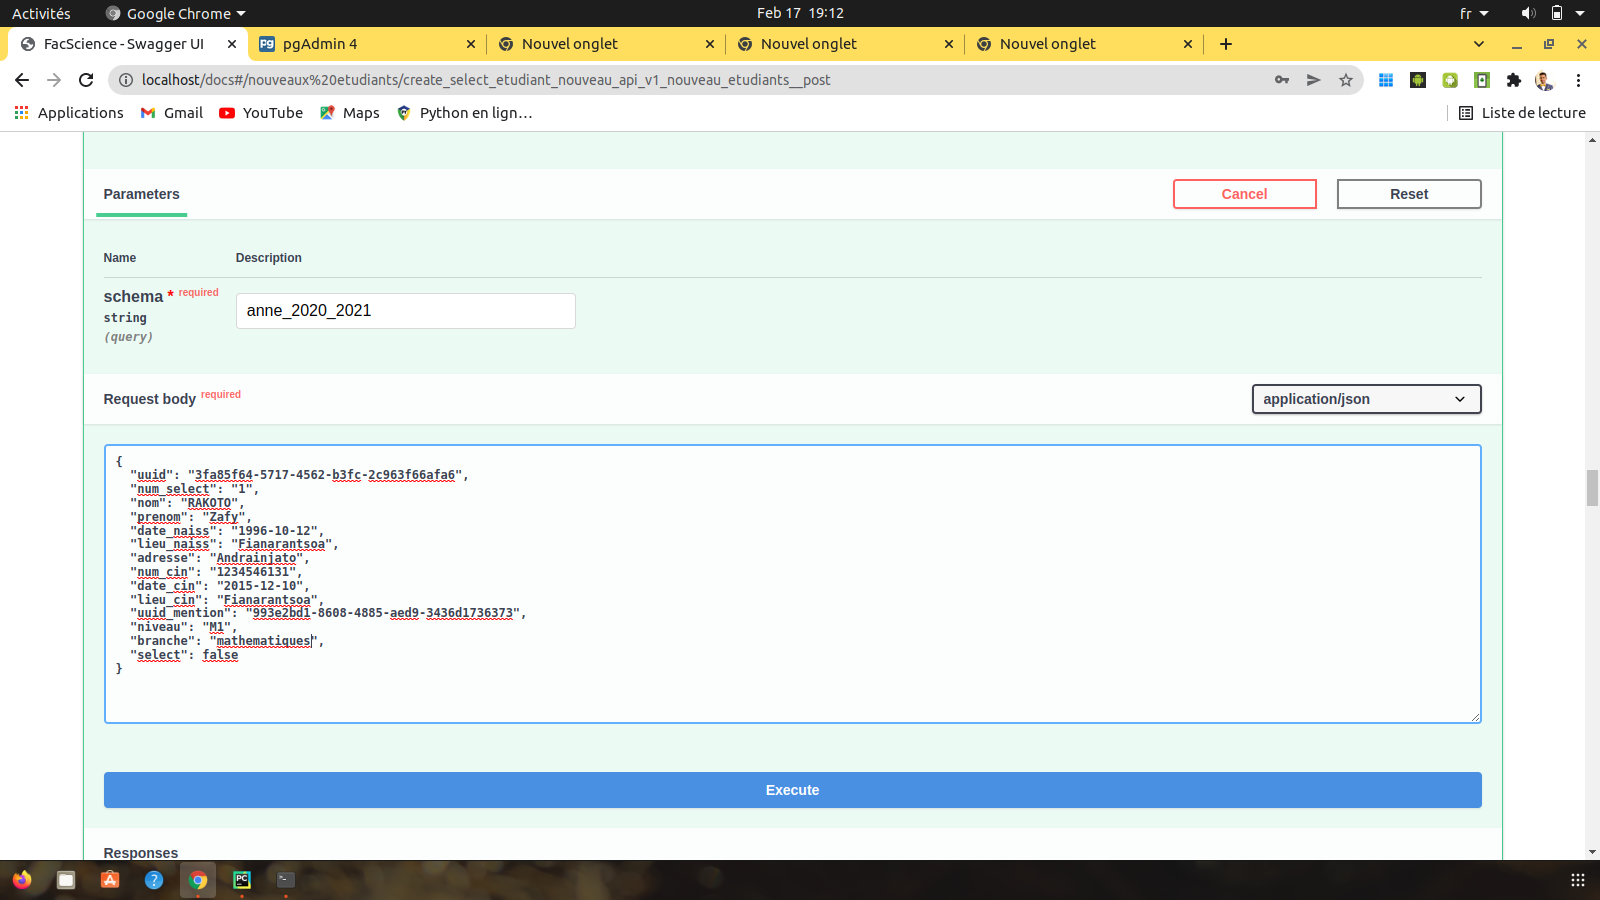 Activités
Google Chrome
Feb 17 19:12
fr
FacScience - Swagger UI
pgAdmin 4
Nouvel onglet
Nouvel onglet
Nouvel onglet
localhost/docs#/nouveaux%20etudiants/create_select_etudiant_nouveau_api_v1_nouveau_etudiants__post
Applications
Gmail
YouTube
Maps
Python en lign…
Liste de lecture
Parameters
Cancel
Reset
Name
Description
schema * required
string
(query)
anne_2020_2021
Request body required
application/json
{
"uuid": "3fa85f64-5717-4562-b3fc-2c963f66afa6",
"num_select": "1",
"nom": "RAKOTO",
"prenom": "Zafy",
"date_naiss": "1996-10-12",
"lieu_naiss": "Fianarantsoa",
"adresse": "Andrainjato",
"num_cin": "1234546131",
"date_cin": "2015-12-10",
"lieu_cin": "Fianarantsoa",
"uuid_mention": "993e2bd1-8608-4885-aed9-3436d1736373",
"niveau": "M1",
"branche": "mathematiques",
"select": false
}
Execute
Responses